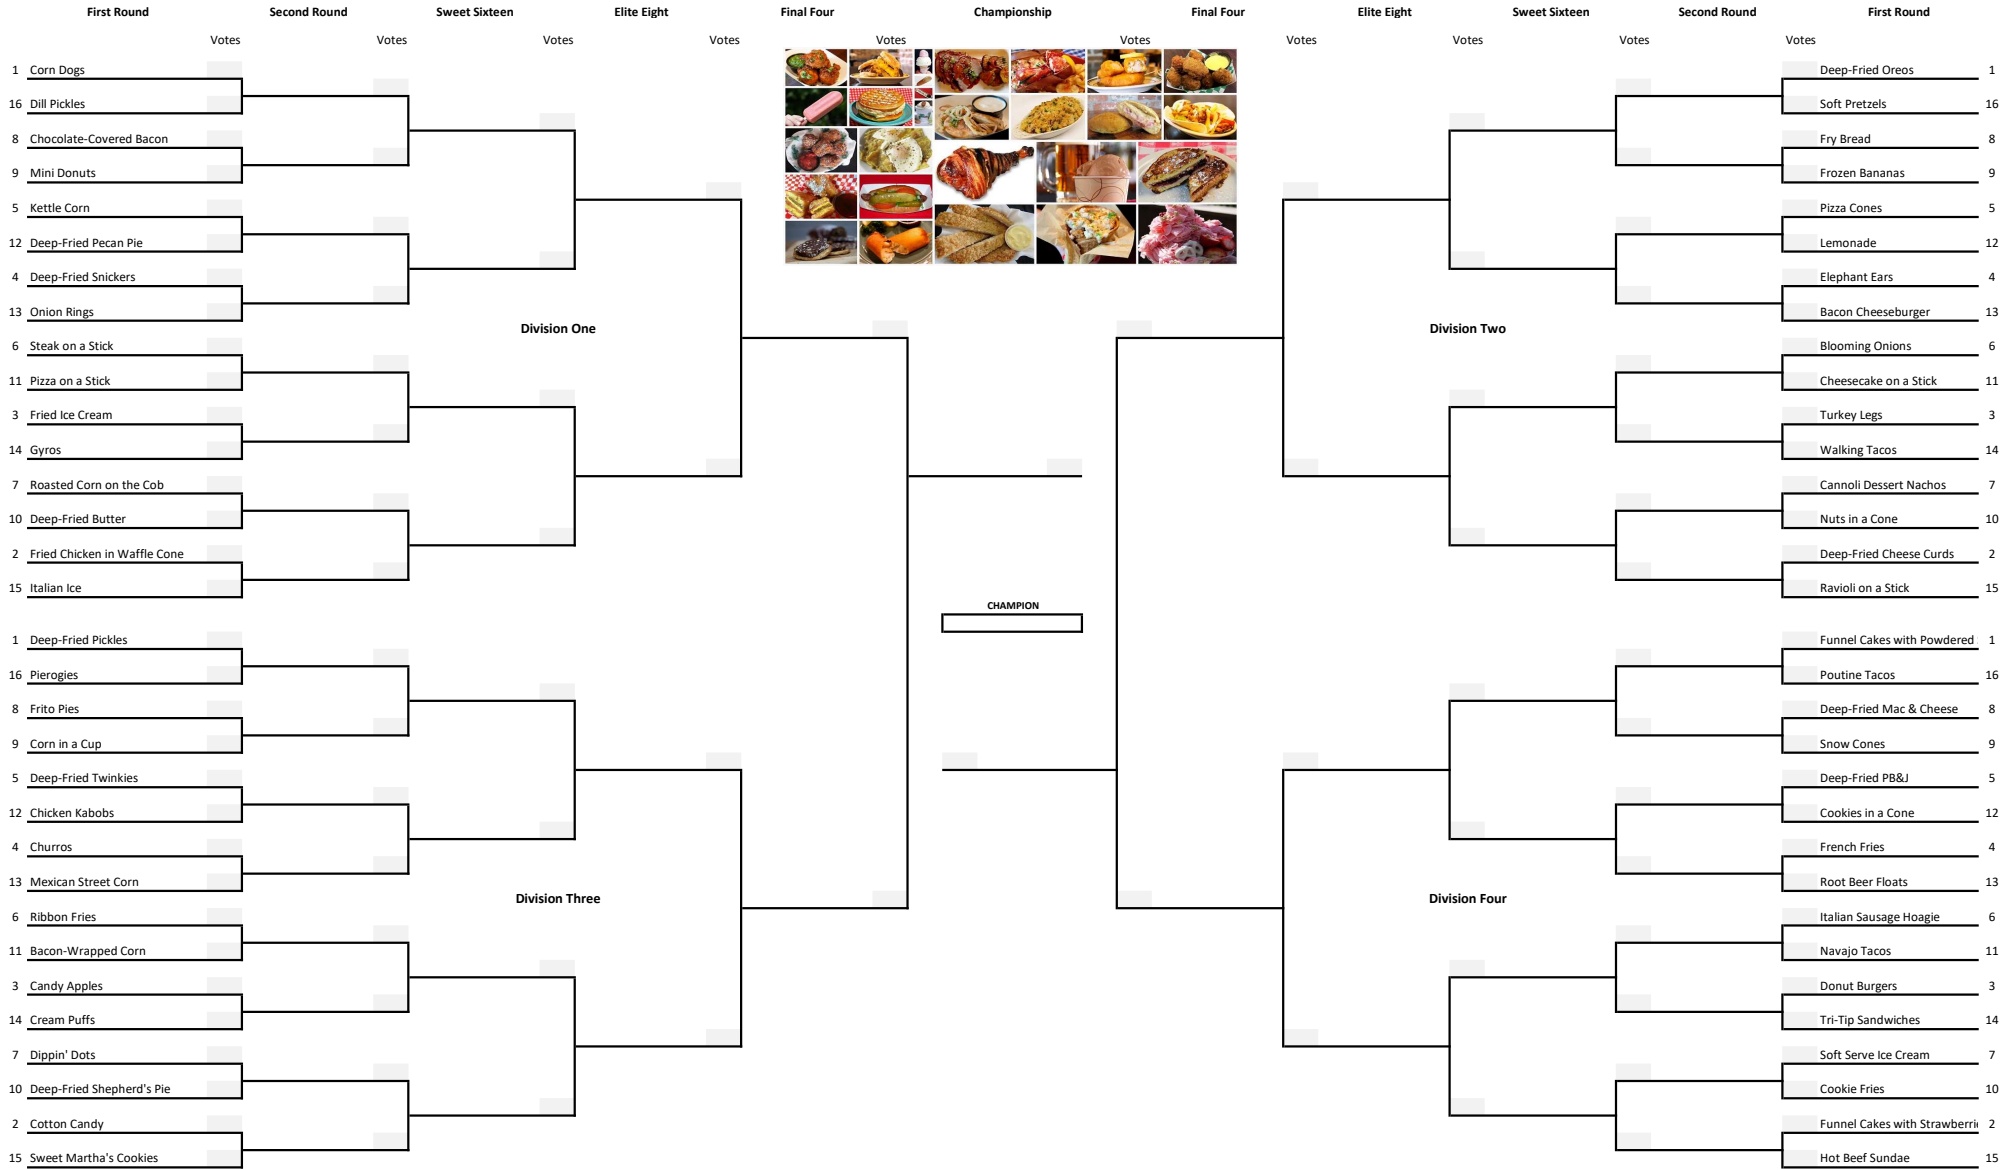 First Round Second Round Sweet Sixteen Elite Eight Final Four Championship Final Four Elite Eight Sweet Sixteen Second Round First Round
Votes Votes Votes Votes Votes Votes Votes Votes Votes Votes
1 Corn Dogs
16 Dill Pickles
8 Chocolate-Covered Bacon
9 Mini Donuts
5 Kettle Corn
12 Deep-Fried Pecan Pie
4 Deep-Fried Snickers
13 Onion Rings
Division One
6 Steak on a Stick
11 Pizza on a Stick
3 Fried Ice Cream
14 Gyros
7 Roasted Corn on the Cob
10 Deep-Fried Butter
2 Fried Chicken in Waffle Cone
15 Italian Ice
1 Deep-Fried Pickles
16 Pierogies
8 Frito Pies
9 Corn in a Cup
5 Deep-Fried Twinkies
12 Chicken Kabobs
4 Churros
13 Mexican Street Corn
Division Three
6 Ribbon Fries
11 Bacon-Wrapped Corn
3 Candy Apples
14 Cream Puffs
7 Dippin' Dots
10 Deep-Fried Shepherd's Pie
2 Cotton Candy
15 Sweet Martha's Cookies
CHAMPION
Deep-Fried Oreos 1
Soft Pretzels 16
Fry Bread 8
Frozen Bananas 9
Pizza Cones 5
Lemonade 12
Elephant Ears 4
Bacon Cheeseburger 13
Division Two
Blooming Onions 6
Cheesecake on a Stick 11
Turkey Legs 3
Walking Tacos 14
Cannoli Dessert Nachos 7
Nuts in a Cone 10
Deep-Fried Cheese Curds 2
Ravioli on a Stick 15
Funnel Cakes with Powdered 1
Poutine Tacos 16
Deep-Fried Mac & Cheese 8
Snow Cones 9
Deep-Fried PB&J 5
Cookies in a Cone 12
French Fries 4
Root Beer Floats 13
Division Four
Italian Sausage Hoagie 6
Navajo Tacos 11
Donut Burgers 3
Tri-Tip Sandwiches 14
Soft Serve Ice Cream 7
Cookie Fries 10
Funnel Cakes with Strawberri 2
Hot Beef Sundae 15